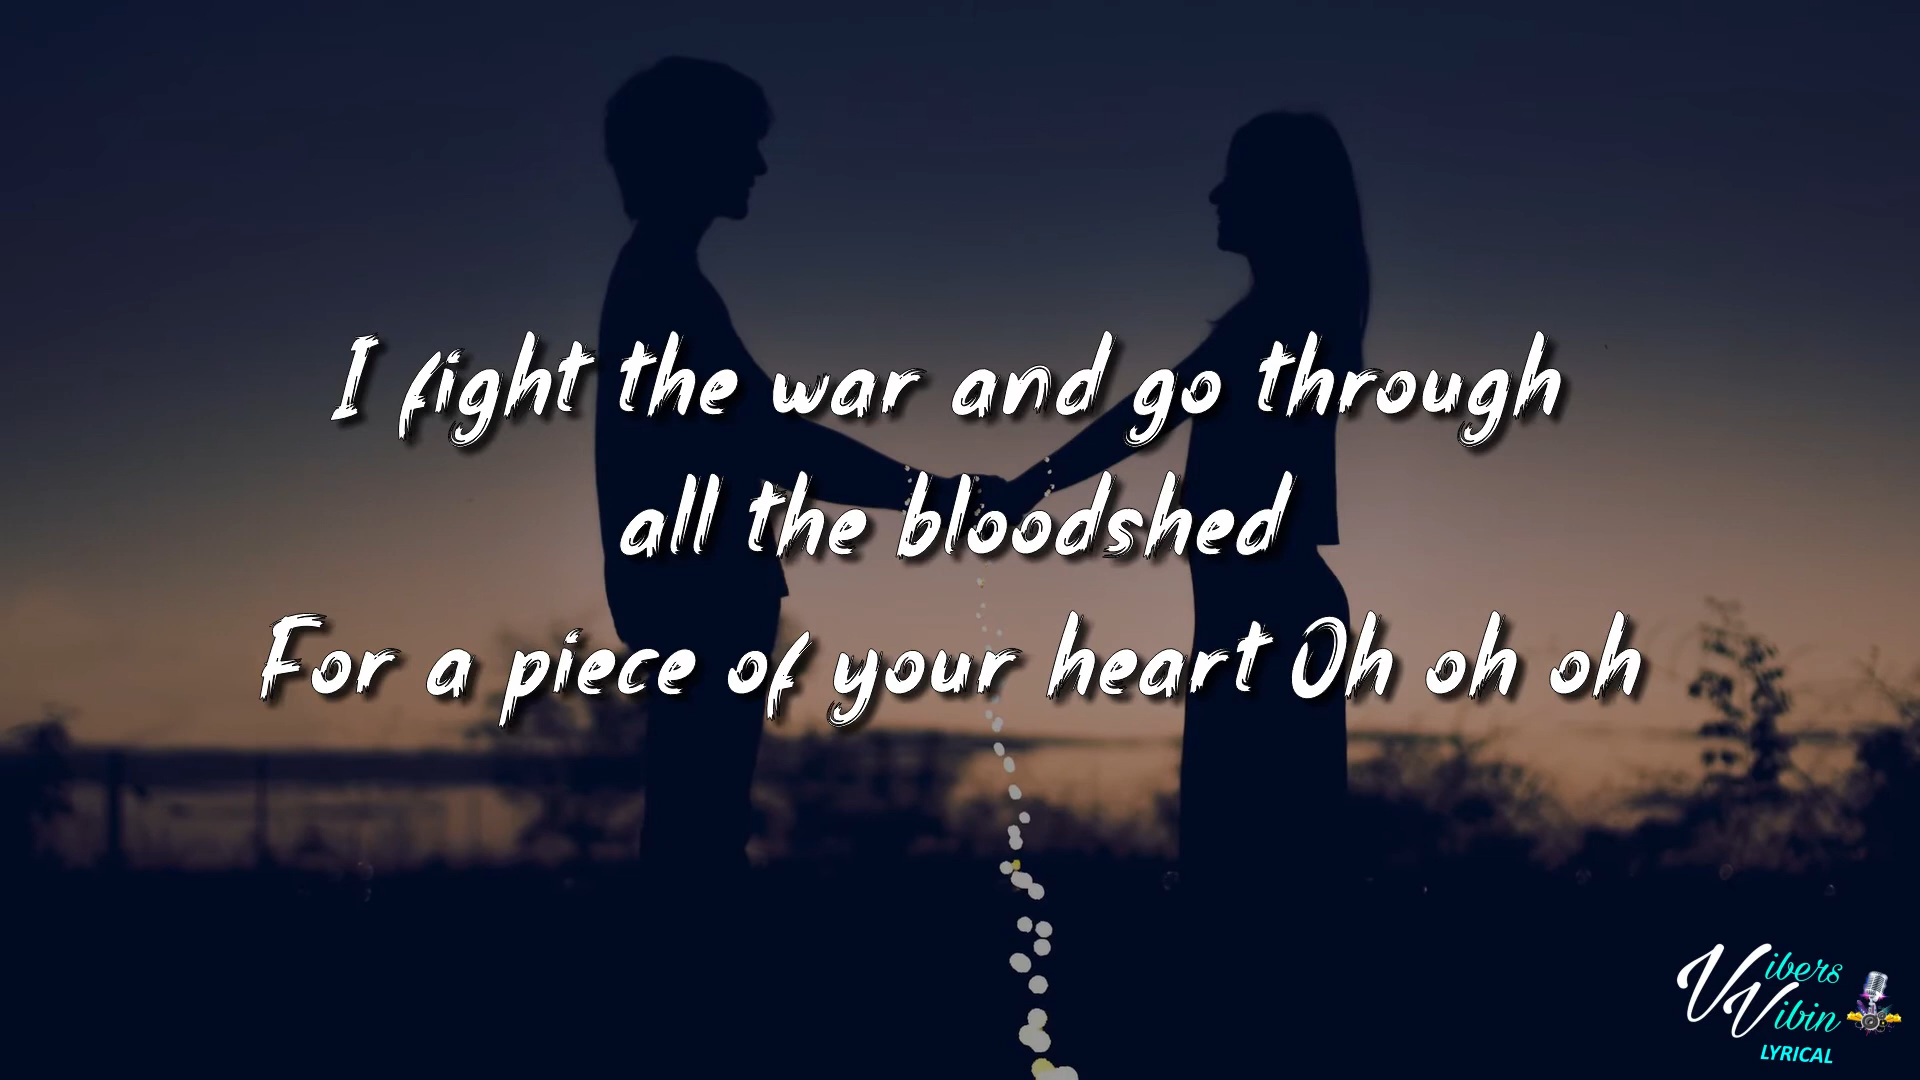 I fight the war and go through
all the bloodshed
For a piece of your heart Oh oh oh
Vibers
Vibin
LYRICAL